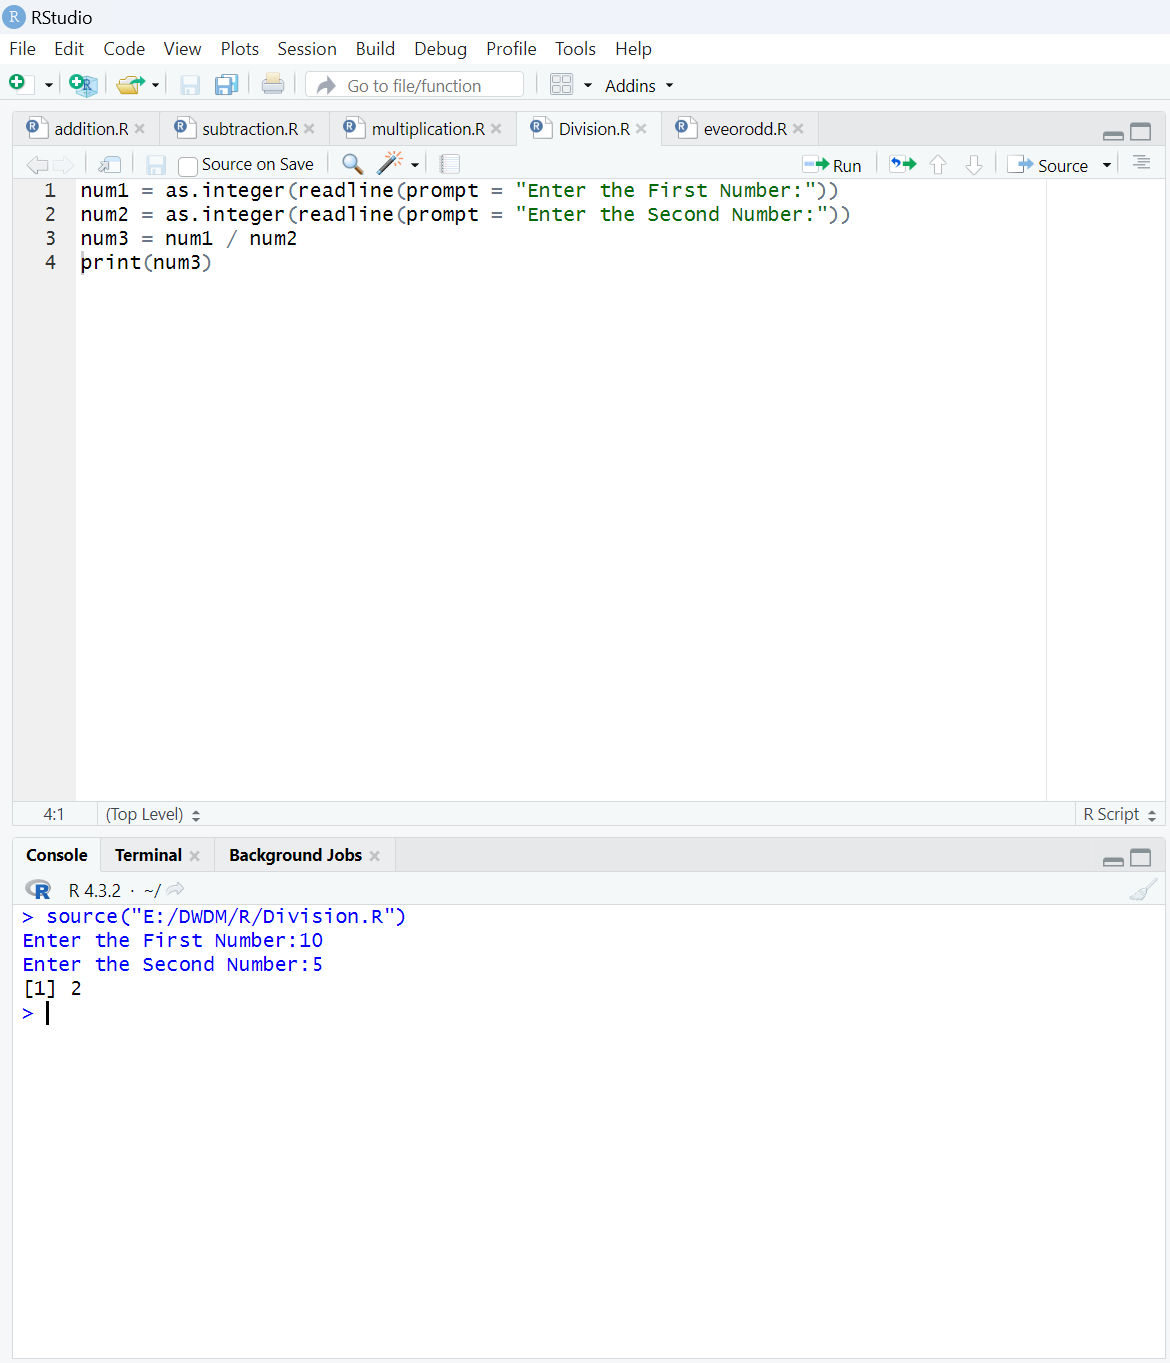 RStudio
File Edit Code View Plots Session Build Debug Profile Tools Help
Go to file/function Addins
addition.R subtraction.R multiplication.R Division.R eveorodd.R
Source on Save Run Source
1 num1 = as.integer(readline(prompt = "Enter the First Number:"))
2 num2 = as.integer(readline(prompt = "Enter the Second Number:"))
3 num3 = num1 / num2
4 print(num3)
4:1 (Top Level) R Script
Console Terminal Background Jobs
R 4.3.2 · ~/
> source("E:/DWDM/R/Division.R")
Enter the First Number:10
Enter the Second Number:5
[1] 2
>